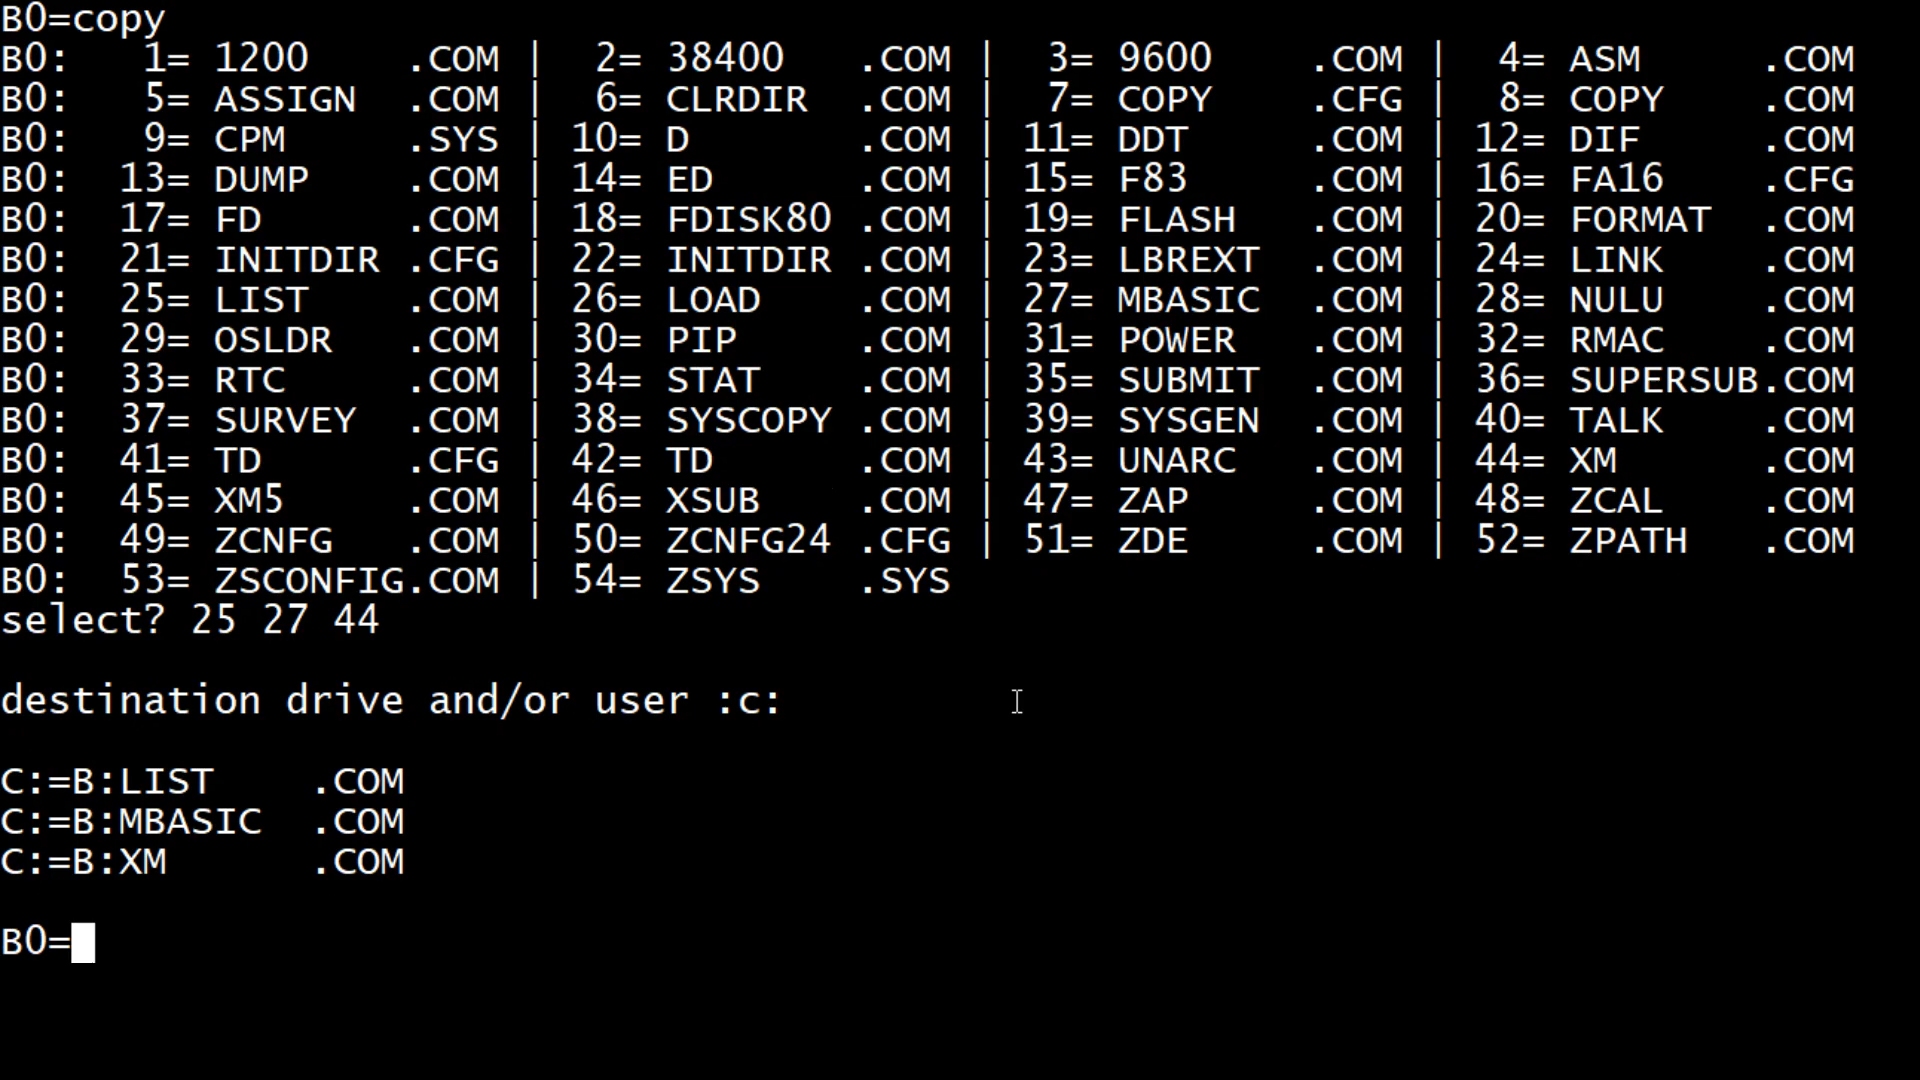 B0=copy
B0:   1= 1200    .COM |   2= 38400   .COM |   3= 9600    .COM |   4= ASM     .COM
B0:   5= ASSIGN  .COM |   6= CLRDIR  .COM |   7= COPY    .CFG |   8= COPY    .COM
B0:   9= CPM     .SYS |  10= D       .COM |  11= DDT     .COM |  12= DIF     .COM
B0:  13= DUMP    .COM |  14= ED      .COM |  15= F83     .COM |  16= FA16    .CFG
B0:  17= FD      .COM |  18= FDISK80 .COM |  19= FLASH   .COM |  20= FORMAT  .COM
B0:  21= INITDIR .CFG |  22= INITDIR .COM |  23= LBREXT  .COM |  24= LINK    .COM
B0:  25= LIST    .COM |  26= LOAD    .COM |  27= MBASIC  .COM |  28= NULU    .COM
B0:  29= OSLDR   .COM |  30= PIP     .COM |  31= POWER   .COM |  32= RMAC    .COM
B0:  33= RTC     .COM |  34= STAT    .COM |  35= SUBMIT  .COM |  36= SUPERSUB.COM
B0:  37= SURVEY  .COM |  38= SYSCOPY .COM |  39= SYSGEN  .COM |  40= TALK    .COM
B0:  41= TD      .CFG |  42= TD      .COM |  43= UNARC   .COM |  44= XM      .COM
B0:  45= XM5     .COM |  46= XSUB    .COM |  47= ZAP     .COM |  48= ZCAL    .COM
B0:  49= ZCNFG   .COM |  50= ZCNFG24 .CFG |  51= ZDE     .COM |  52= ZPATH   .COM
B0:  53= ZSCONFIG.COM |  54= ZSYS    .SYS
select? 25 27 44
destination drive and/or user :c:
C:=B:LIST    .COM
C:=B:MBASIC  .COM
C:=B:XM      .COM
B0=